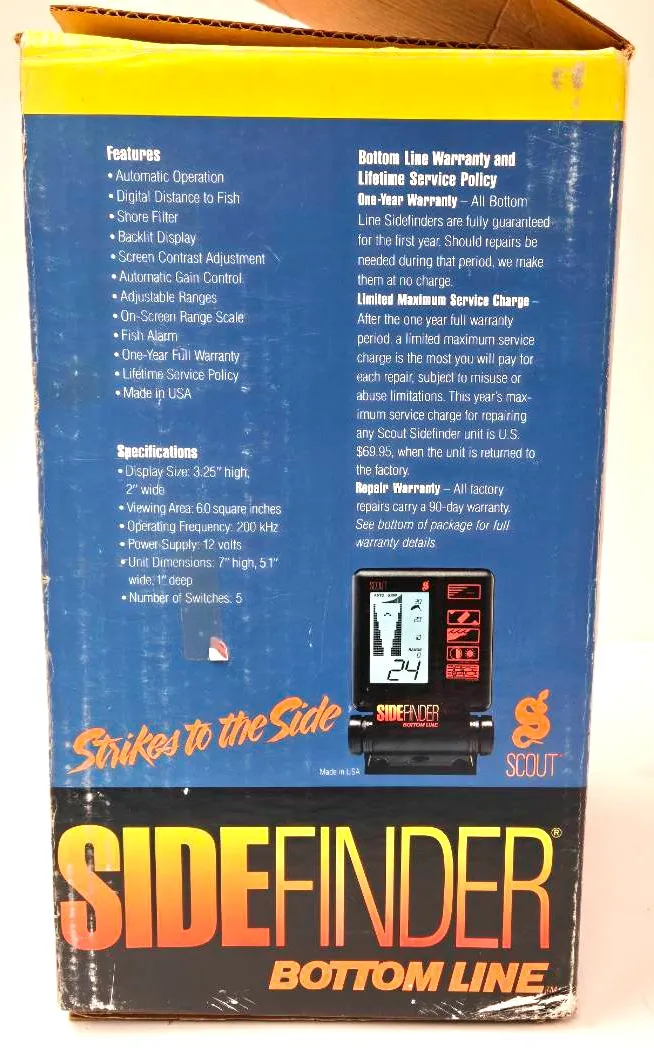 Features
• Automatic Operation
• Digital Distance to Fish
• Shore Filter
• Backlit Display
• Screen Contrast Adjustment
• Automatic Gain Control
• Adjustable Ranges
• On-Screen Range Scale
• Fish Alarm
• One-Year Full Warranty
• Lifetime Service Policy
• Made in USA
Specifications
• Display Size: 3.25" high,
2" wide
• Viewing Area: 6.0 square inches
• Operating Frequency: 200 kHz
• Power Supply: 12 volts
• Unit Dimensions: 7" high, 5.1"
wide, 1" deep
• Number of Switches: 5
Bottom Line Warranty and
Lifetime Service Policy
One-Year Warranty – All Bottom
Line Sidefinders are fully guaranteed
for the first year. Should repairs be
needed during that period, we make
them at no charge.
Limited Maximum Service Charge –
After the one year full warranty
period, a limited maximum service
charge is the most you will pay for
each repair, subject to misuse or
abuse limitations. This year's max-
imum service charge for repairing
any Scout Sidefinder unit is U.S.
$69.95, when the unit is returned to
the factory.
Repair Warranty – All factory
repairs carry a 90-day warranty.
See bottom of package for full
warranty details.
SCOUT
AUTO
30
20
10
RANGE
0
24
SIDEFINDER
BOTTOM LINE
Strikes to the Side
Made in USA
SCOUT™
SIDEFINDER®
BOTTOM LINE™